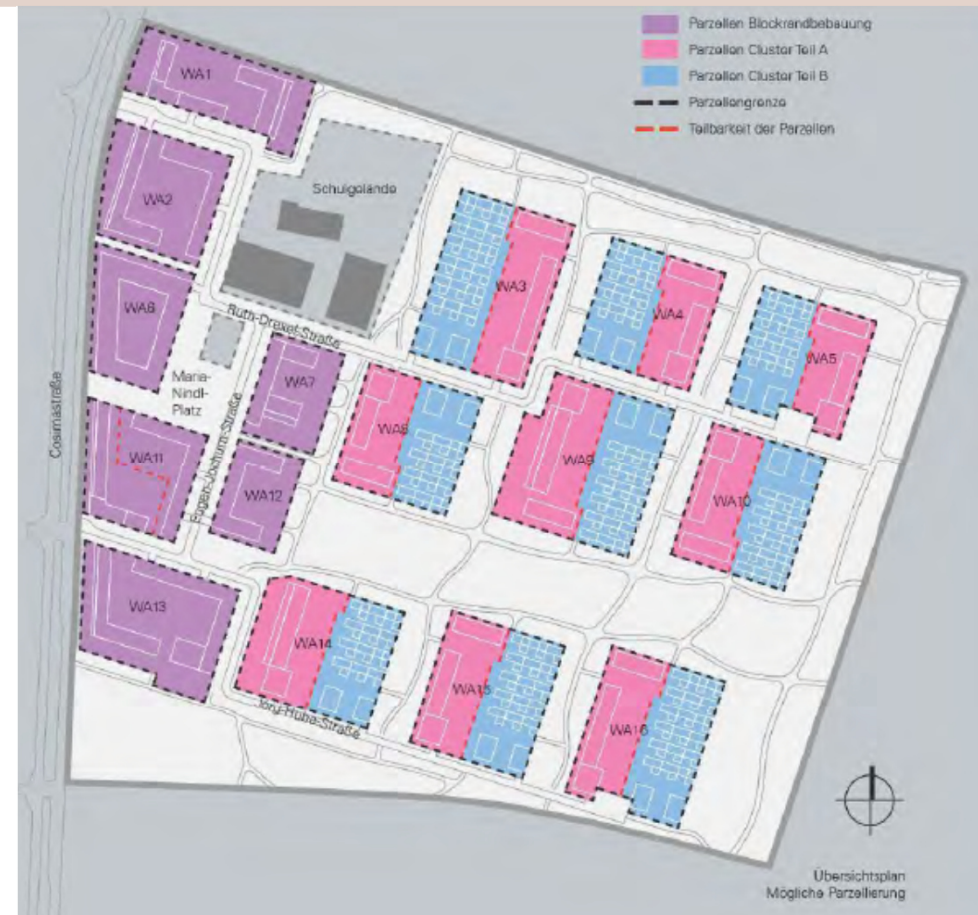 Parzellen Blockrandbebauung
Parzellen Cluster Teil A
Parzellen Cluster Teil B
Parzellengrenze
Teilbarkeit der Parzellen
WA1
Schulgelände
WA2
WA3
WA6
WA4
Ruth-Drexel-Straße
WA5
WA7
Maria-
Nindl-
Platz
Cosimastraße
WA8
Eugen-Jochum-Straße
WA11
WA9
WA12
WA10
WA13
WA14
WA15
Jörg-Hube-Straße
WA16
Übersichtsplan
Mögliche Parzellierung